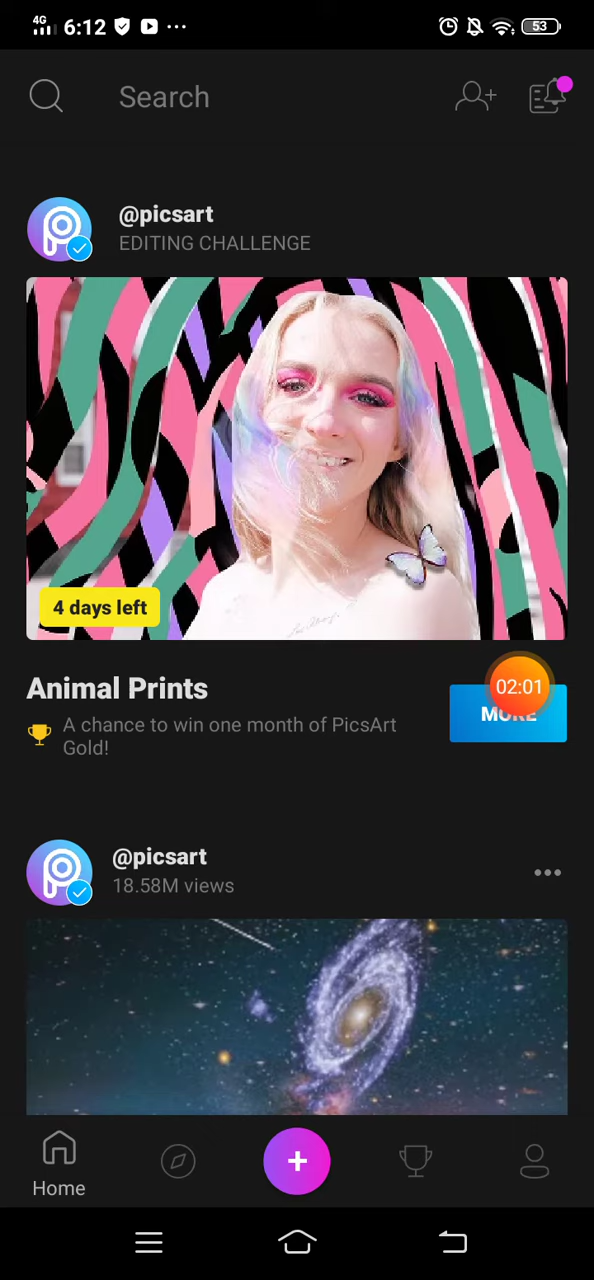 4G 6:12 53
Search
@picsart
EDITING CHALLENGE
4 days left
Animal Prints
A chance to win one month of PicsArt
Gold!
02:01
MORE
@picsart
18.58M views
Home